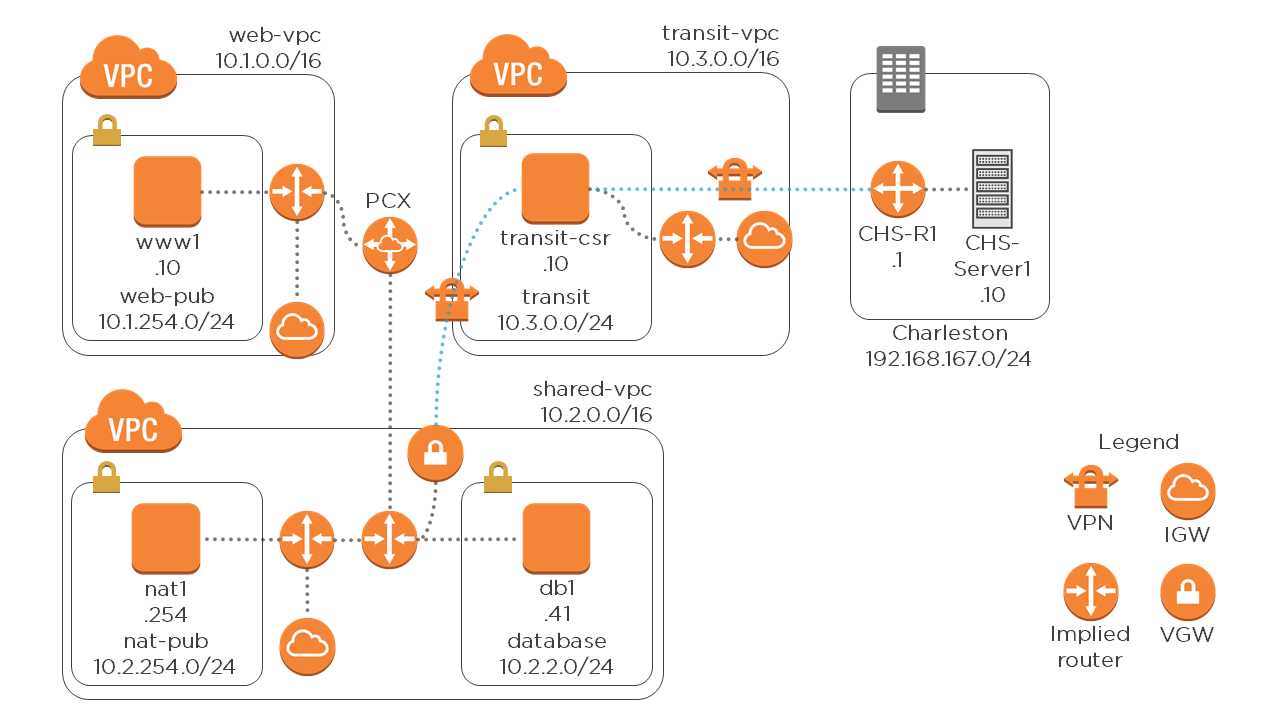 web-vpc
10.1.0.0/16
VPC
www1
.10
web-pub
10.1.254.0/24
PCX
transit-vpc
10.3.0.0/16
VPC
transit-csr
.10
transit
10.3.0.0/24
CHS-R1
.1
CHS-
Server1
.10
Charleston
192.168.167.0/24
shared-vpc
10.2.0.0/16
VPC
nat1
.254
nat-pub
10.2.254.0/24
db1
.41
database
10.2.2.0/24
Legend
VPN
IGW
Implied
router
VGW